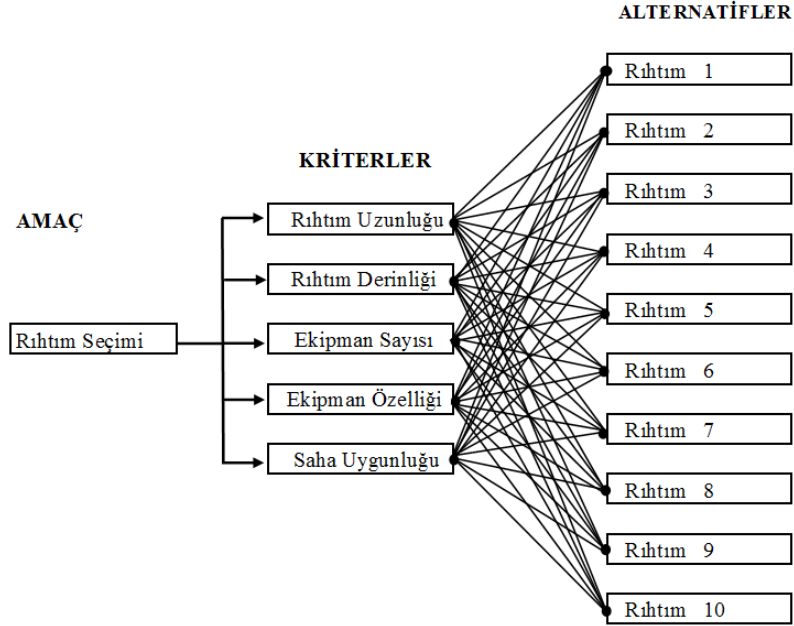 ALTERNATİFLER
Rıhtım 1
Rıhtım 2
Rıhtım 3
Rıhtım 4
Rıhtım 5
Rıhtım 6
Rıhtım 7
Rıhtım 8
Rıhtım 9
Rıhtım 10
KRİTERLER
Rıhtım Uzunluğu
Rıhtım Derinliği
Ekipman Sayısı
Ekipman Özelliği
Saha Uygunluğu
AMAÇ
Rıhtım Seçimi